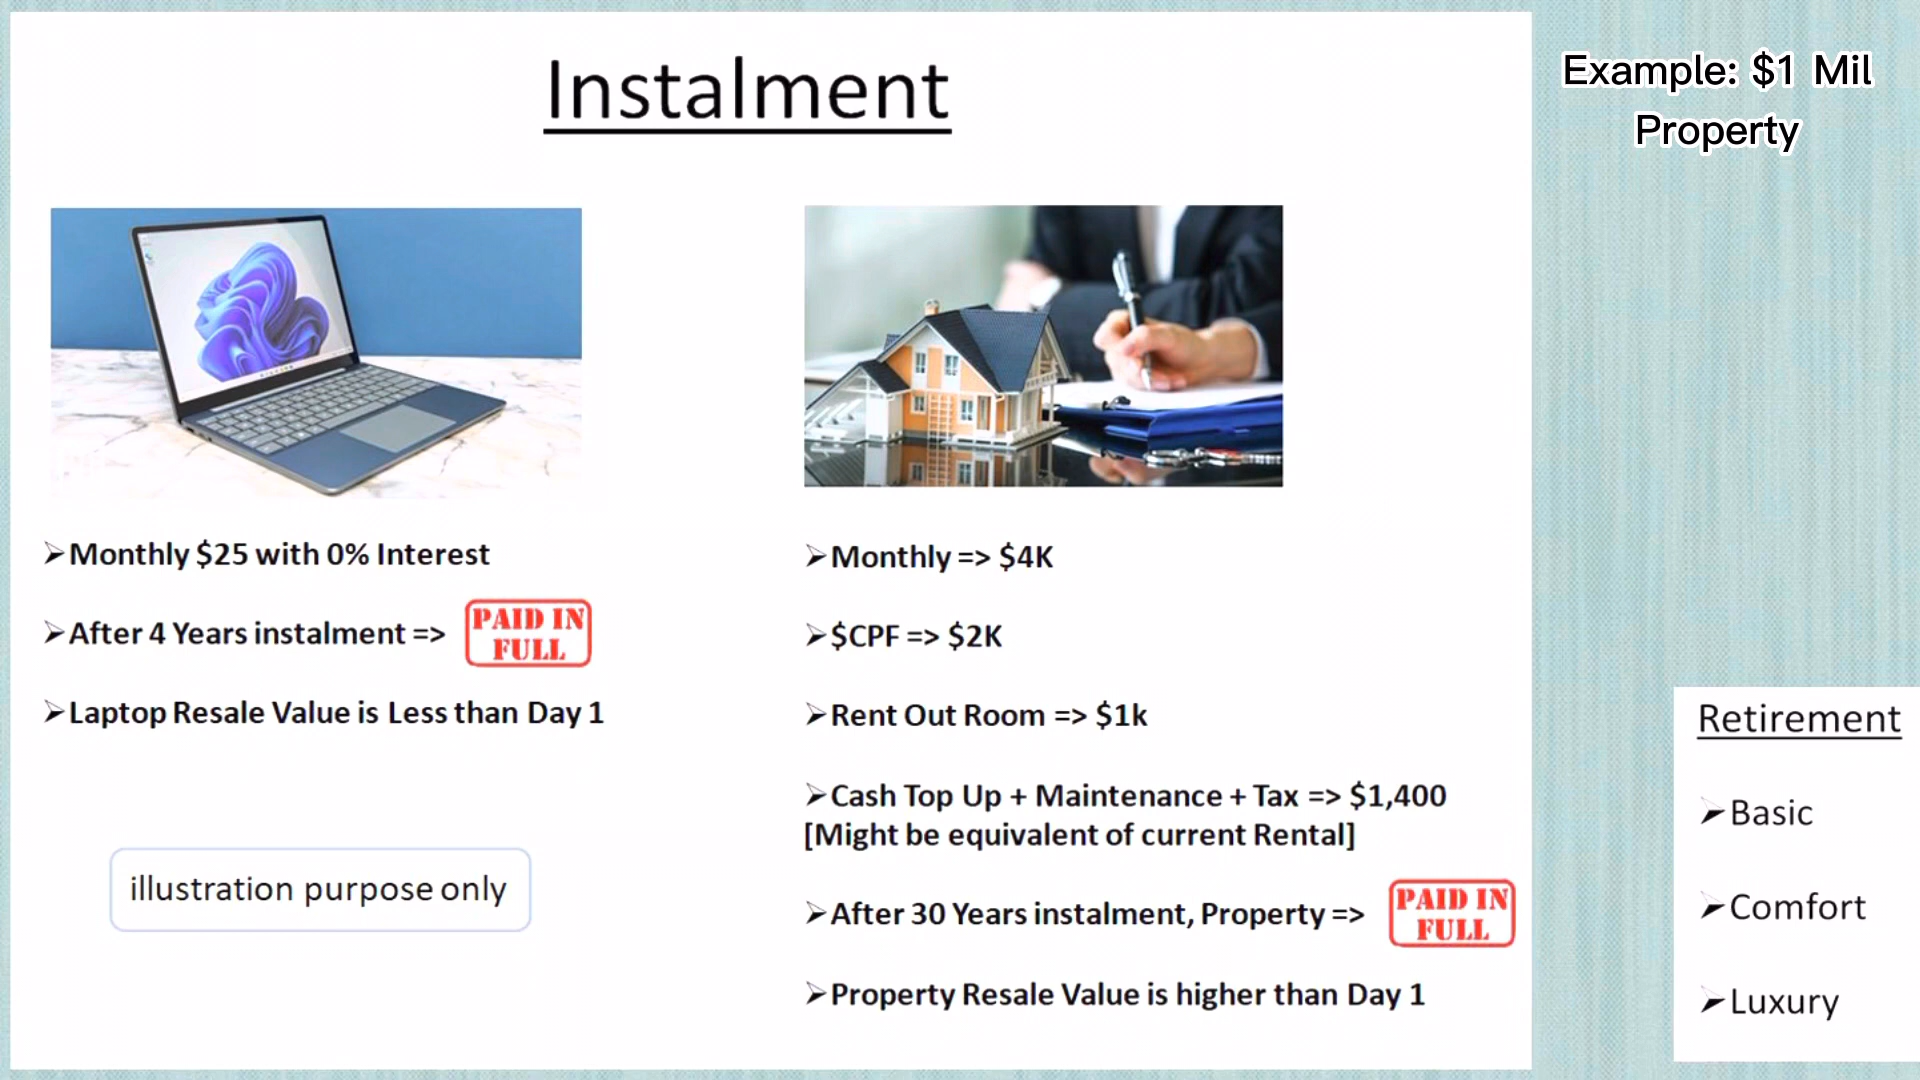 Instalment
Example: $1 Mil
Property
➢Monthly $25 with 0% Interest
➢After 4 Years instalment =>
PAID IN
FULL
➢Laptop Resale Value is Less than Day 1
illustration purpose only
➢Monthly => $4K
➢$CPF => $2K
➢Rent Out Room => $1k
➢Cash Top Up + Maintenance + Tax => $1,400
[Might be equivalent of current Rental]
➢After 30 Years instalment, Property =>
PAID IN
FULL
➢Property Resale Value is higher than Day 1
Retirement
➢Basic
➢Comfort
➢Luxury